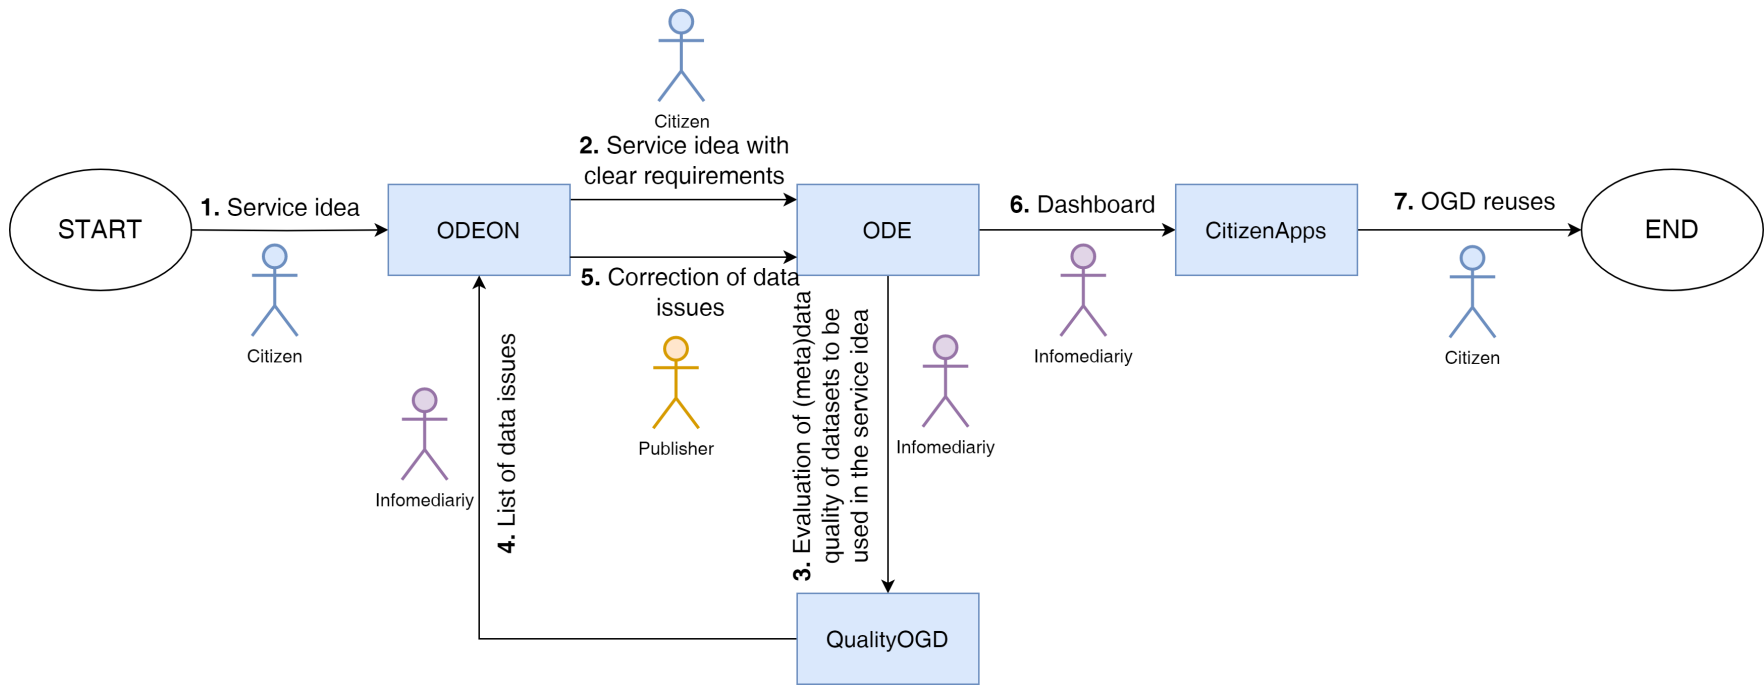 Citizen
2. Service idea with
clear requirements
START
1. Service idea
Citizen
ODEON
5. Correction of data
issues
Publisher
ODE
6. Dashboard
Infomediariy
CitizenApps
7. OGD reuses
Citizen
END
3. Evaluation of (meta)data
quality of datasets to be
used in the service idea
Infomediariy
4. List of data issues
Infomediariy
QualityOGD